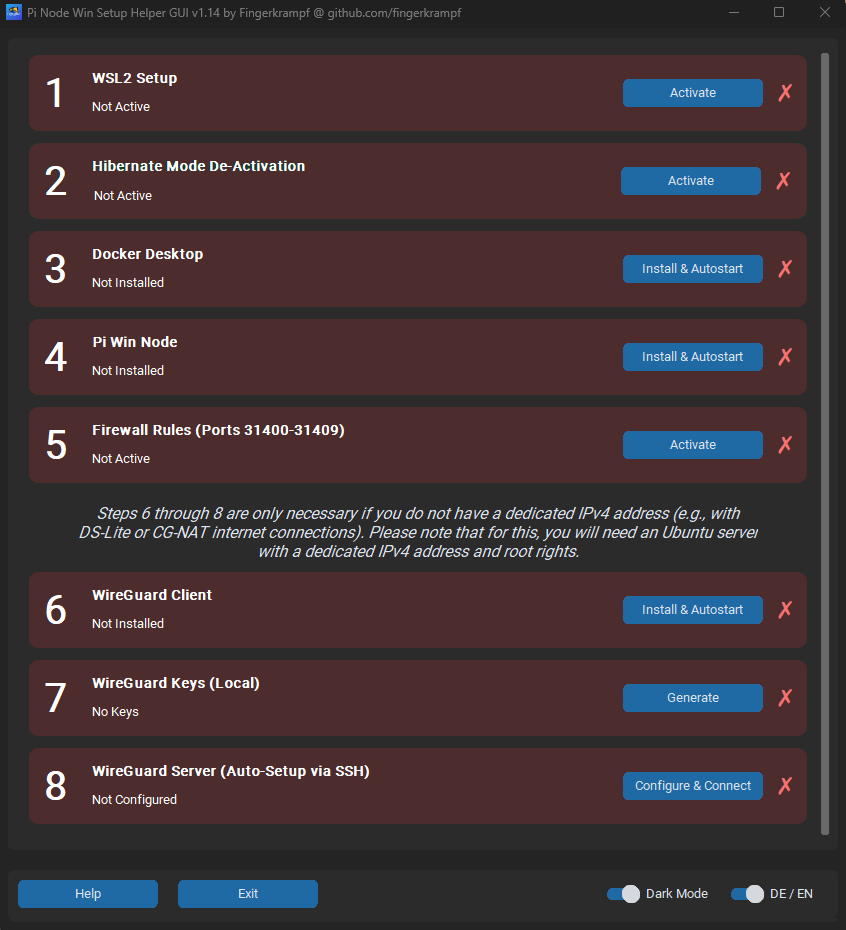 Pi Node Win Setup Helper GUI v1.14 by Fingerkrampf @ github.com/fingerkrampf
1
WSL2 Setup
Not Active
Activate
✗
2
Hibernate Mode De-Activation
Not Active
Activate
✗
3
Docker Desktop
Not Installed
Install & Autostart
✗
4
Pi Win Node
Not Installed
Install & Autostart
✗
5
Firewall Rules (Ports 31400-31409)
Not Active
Activate
✗
Steps 6 through 8 are only necessary if you do not have a dedicated IPv4 address (e.g., with
DS-Lite or CG-NAT internet connections). Please note that for this, you will need an Ubuntu server
with a dedicated IPv4 address and root rights.
6
WireGuard Client
Not Installed
Install & Autostart
✗
7
WireGuard Keys (Local)
No Keys
Generate
✗
8
WireGuard Server (Auto-Setup via SSH)
Not Configured
Configure & Connect
✗
Help
Exit
Dark Mode
DE / EN